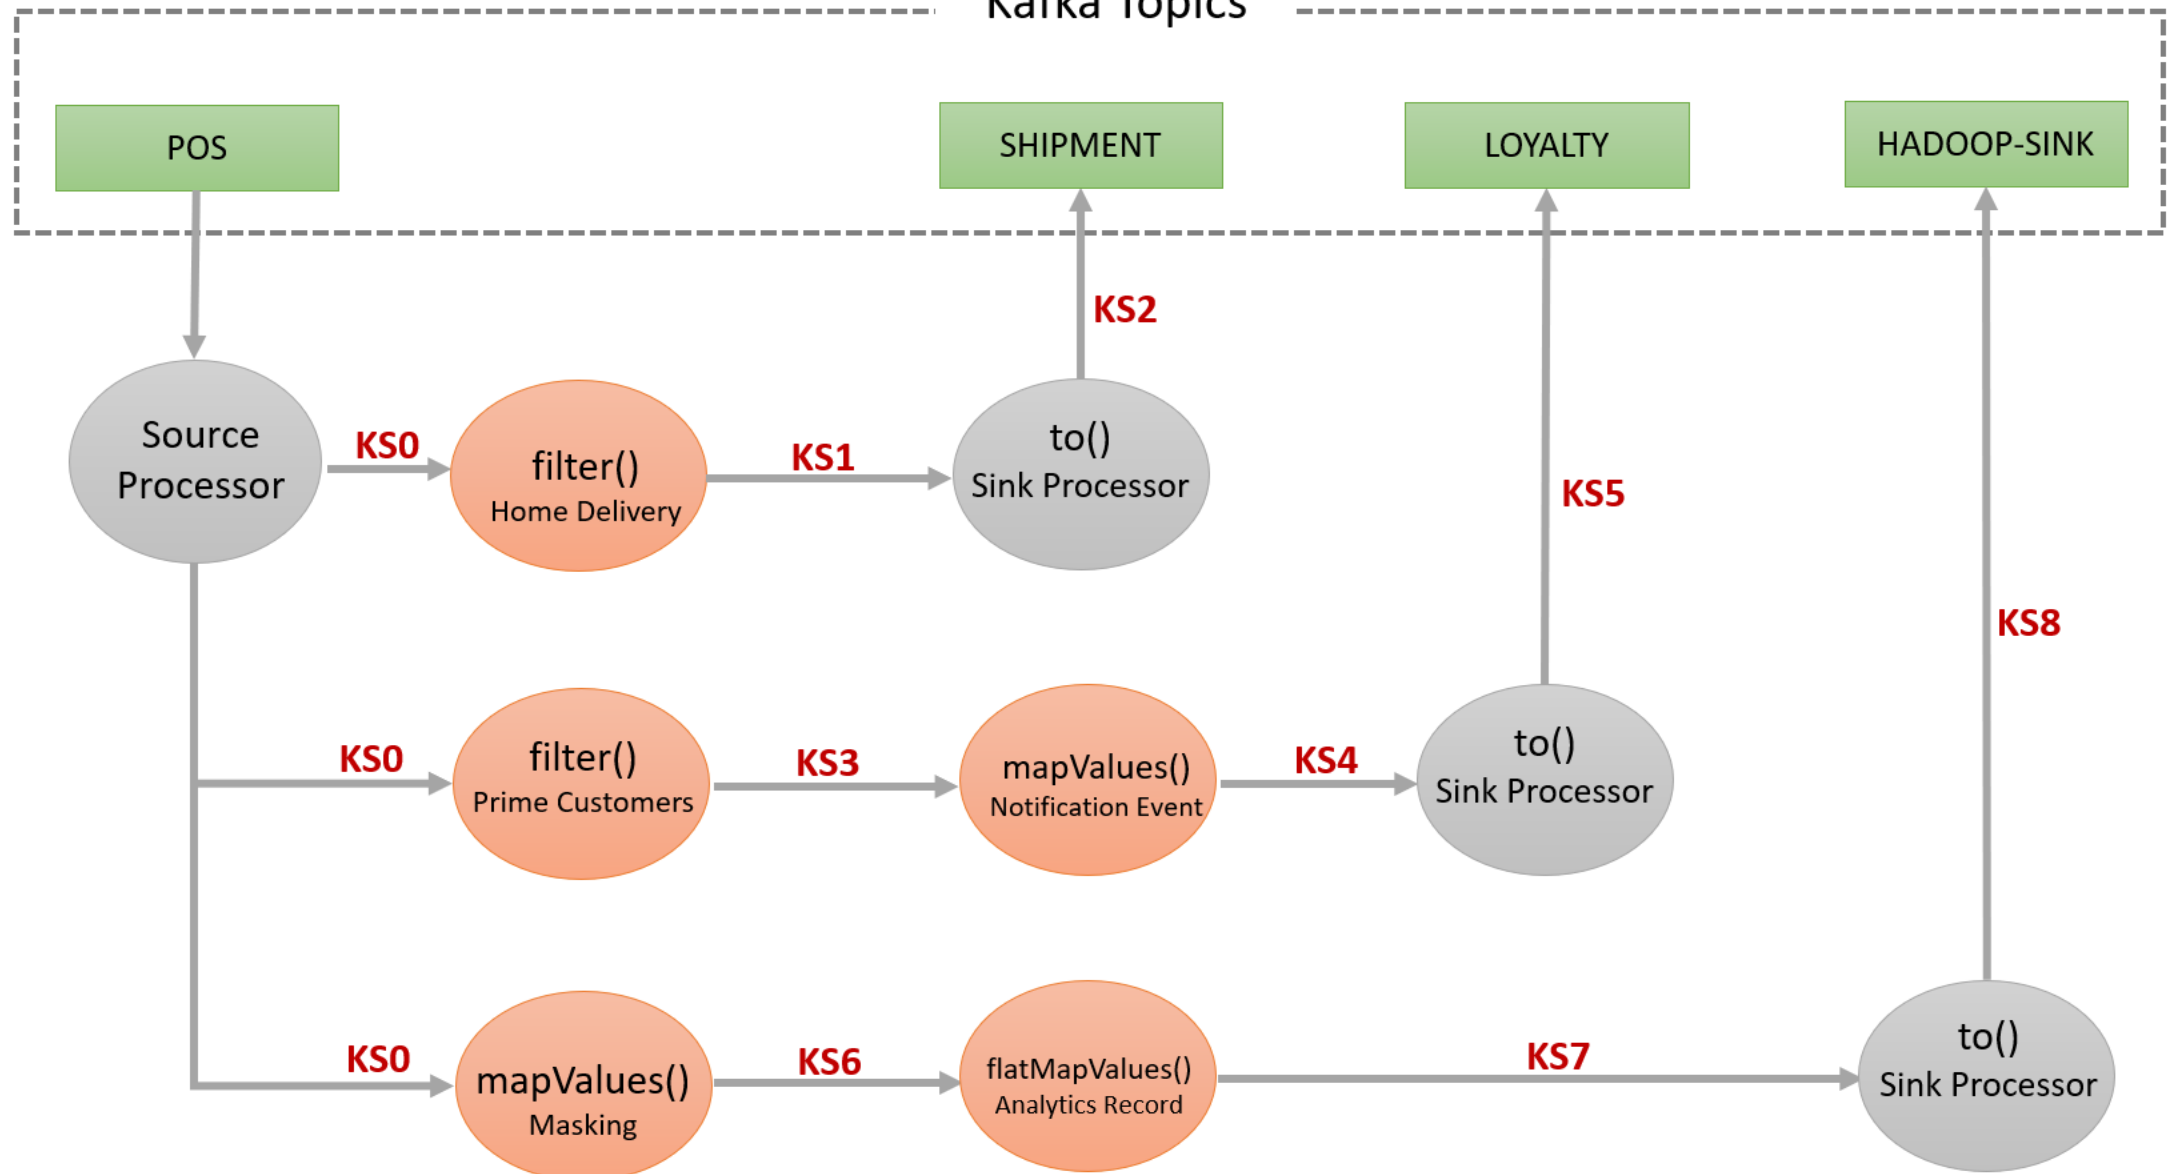 Kafka Topics
POS
SHIPMENT
LOYALTY
HADOOP-SINK
KS2
Source
Processor
KS0
filter()
Home Delivery
KS1
to()
Sink Processor
KS5
KS8
KS0
filter()
Prime Customers
KS3
mapValues()
Notification Event
KS4
to()
Sink Processor
KS0
mapValues()
Masking
KS6
flatMapValues()
Analytics Record
KS7
to()
Sink Processor